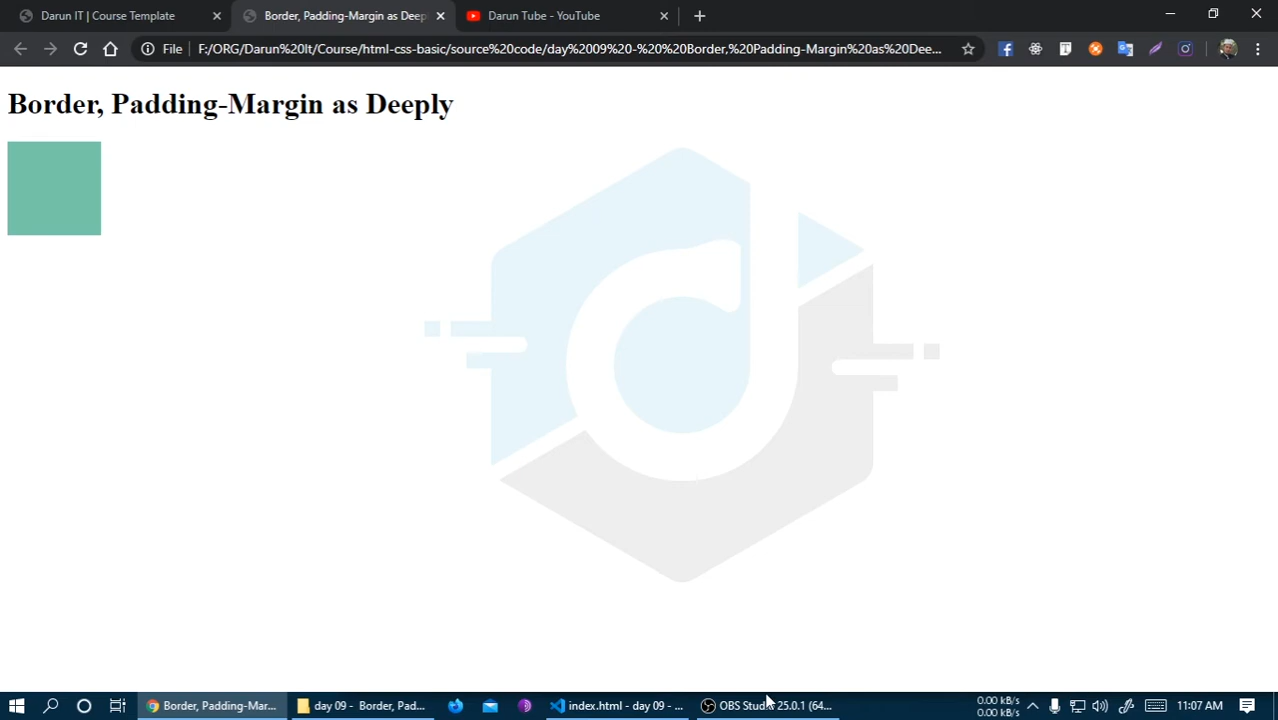 Darun IT | Course Template
Border, Padding-Margin as Deep
Darun Tube - YouTube
File
F:/ORG/Darun%20It/Course/html-css-basic/source%20code/day%2009%20-%20%20Border,%20Padding-Margin%20as%20Dee...
Border, Padding-Margin as Deeply
Border, Padding-Mar...
day 09 - Border, Pad...
index.html - day 09 - ...
OBS Studio 25.0.1 (64...
0.00 kB/s
0.00 kB/s
11:07 AM